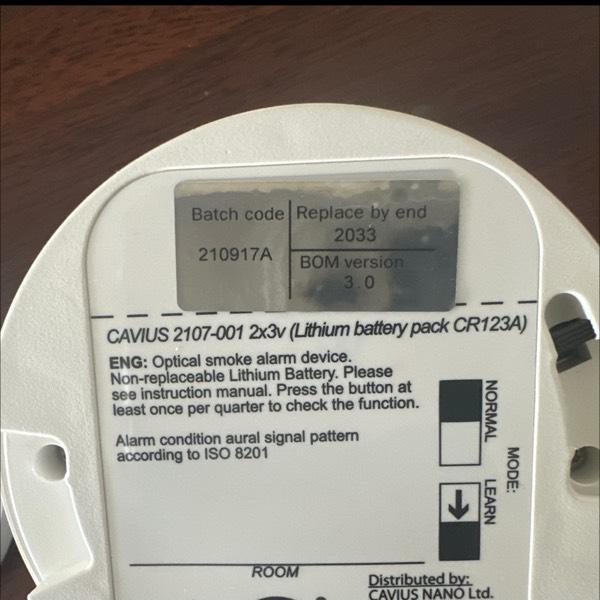 Batch code
210917A
Replace by end
2033
BOM version
3.0
CAVIUS 2107-001 2x3v (Lithium battery pack CR123A)
ENG: Optical smoke alarm device.
Non-replaceable Lithium Battery. Please
see instruction manual. Press the button at
least once per quarter to check the function.
Alarm condition aural signal pattern
according to ISO 8201
NORMAL
MODE:
LEARN
ROOM
Distributed by:
CAVIUS NANO Ltd.